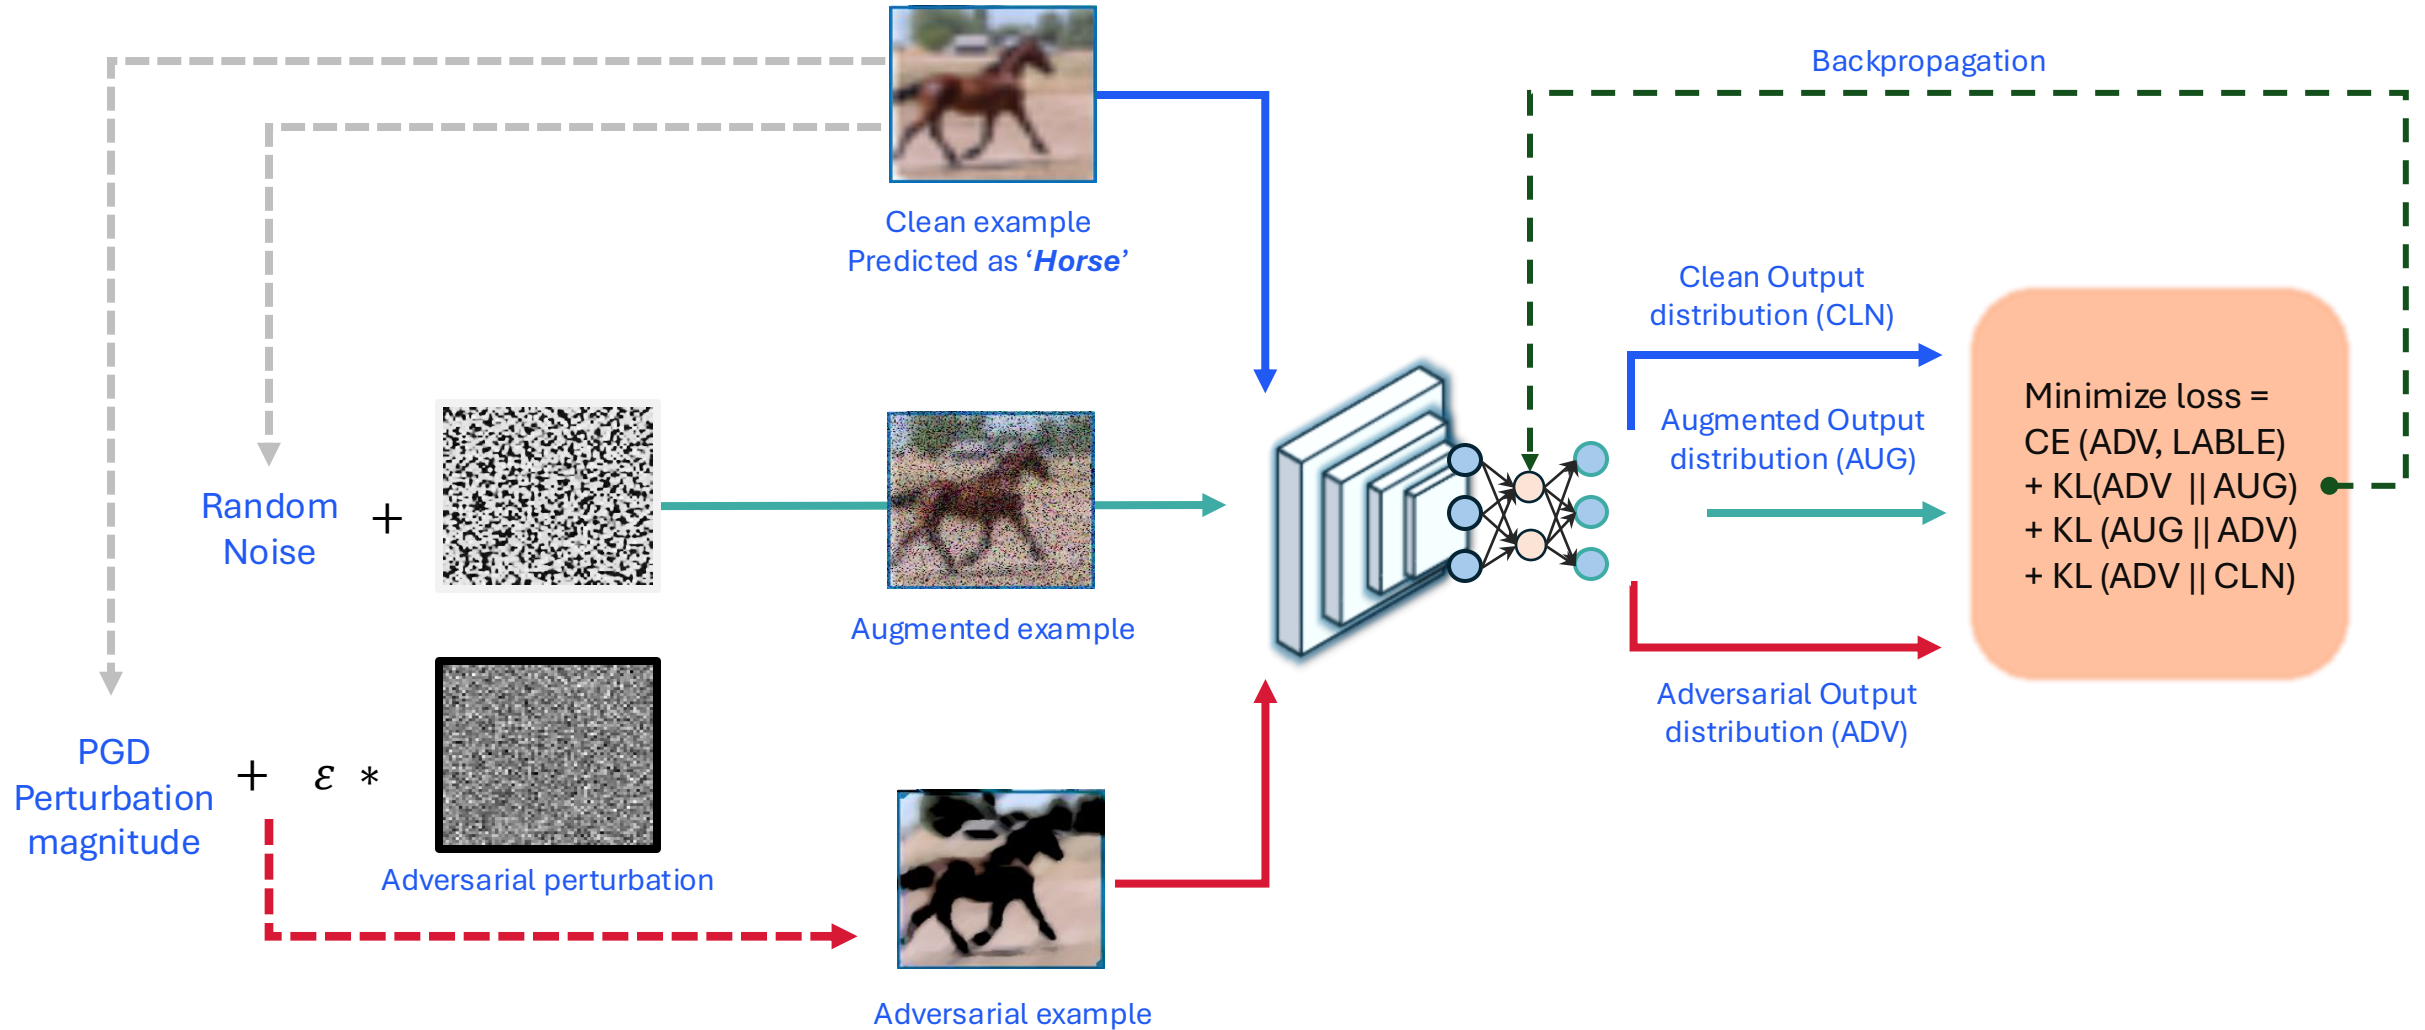 Backpropagation
Clean example
Predicted as ‘Horse’
Clean Output
distribution (CLN)
Augmented Output
distribution (AUG)
Minimize loss =
CE (ADV, LABLE)
+ KL(ADV || AUG)
+ KL (AUG || ADV)
+ KL (ADV || CLN)
Random
Noise
+
Augmented example
Adversarial Output
distribution (ADV)
PGD
Perturbation
magnitude
+ ε *
Adversarial perturbation
Adversarial example